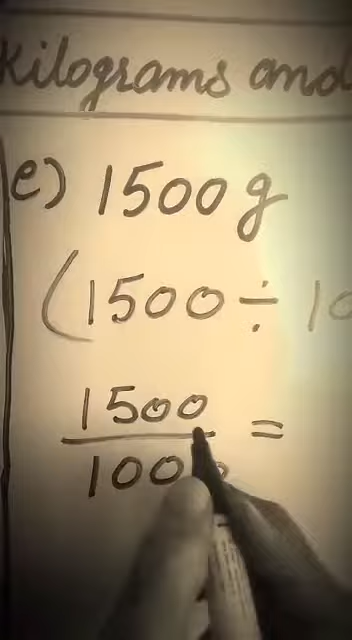 Kilograms and
e) 1500 g
(1500 ÷ 10
1500
100 =